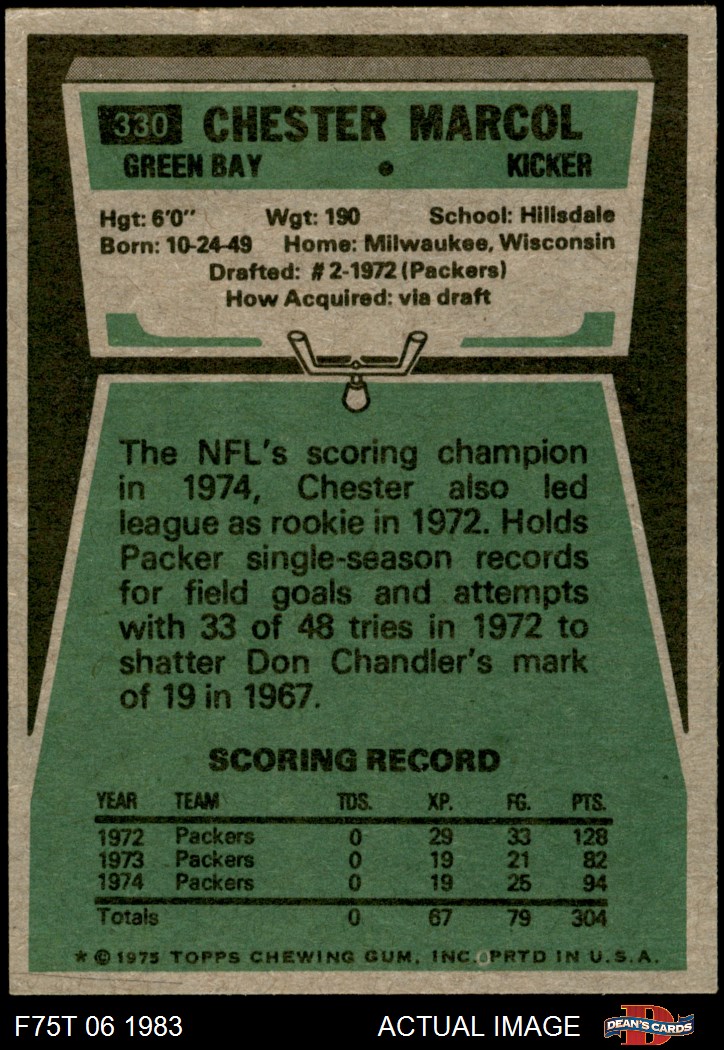 330 CHESTER MARCOL
GREEN BAY • KICKER
Hgt: 6'0" Wgt: 190 School: Hillsdale
Born: 10-24-49 Home: Milwaukee, Wisconsin
Drafted: #2-1972 (Packers)
How Acquired: via draft
The NFL's scoring champion
in 1974, Chester also led
league as rookie in 1972. Holds
Packer single-season records
for field goals and attempts
with 33 of 48 tries in 1972 to
shatter Don Chandler's mark
of 19 in 1967.
SCORING RECORD
YEAR TEAM TDS. XP. FG. PTS.
1972 Packers 0 29 33 128
1973 Packers 0 19 21 82
1974 Packers 0 19 25 94
Totals 0 67 79 304
* © 1975 TOPPS CHEWING GUM, INC. PRTD IN U.S.A.
F75T 06 1983 ACTUAL IMAGE D DEAN'S CARDS